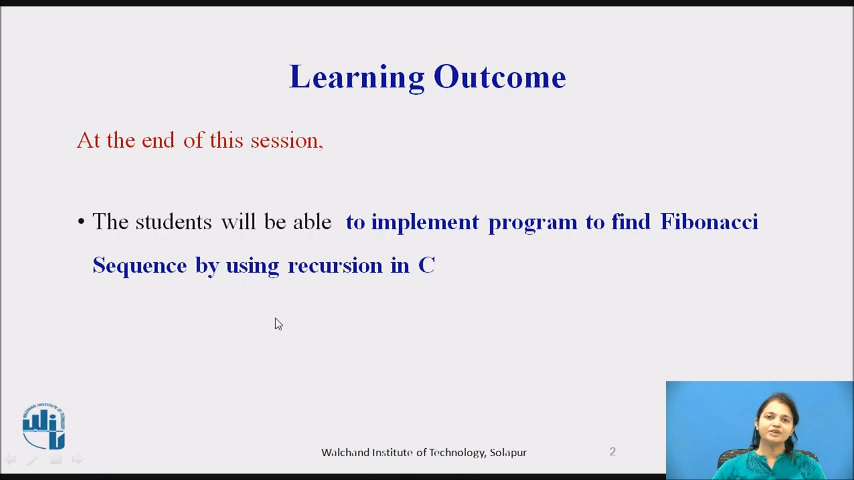 Learning Outcome
At the end of this session,
• The students will be able to implement program to find Fibonacci
Sequence by using recursion in C
Walchand Institute of Technology, Solapur
2